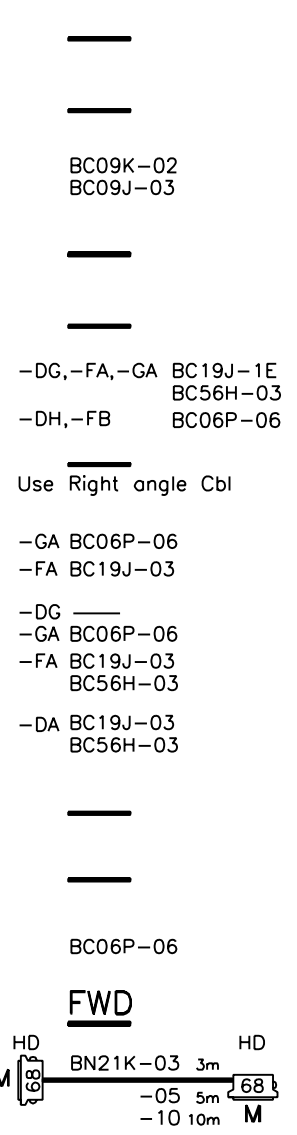 BC09K-02
BC09J-03
-DG,-FA,-GA BC19J-1E
BC56H-03
-DH,-FB BC06P-06
Use Right angle Cbl
-GA BC06P-06
-FA BC19J-03
-DG
-GA BC06P-06
-FA BC19J-03
BC56H-03
-DA BC19J-03
BC56H-03
BC06P-06
FWD
HD HD
BN21K-03 3m
M 68 68
-05 5m
-10 10m M